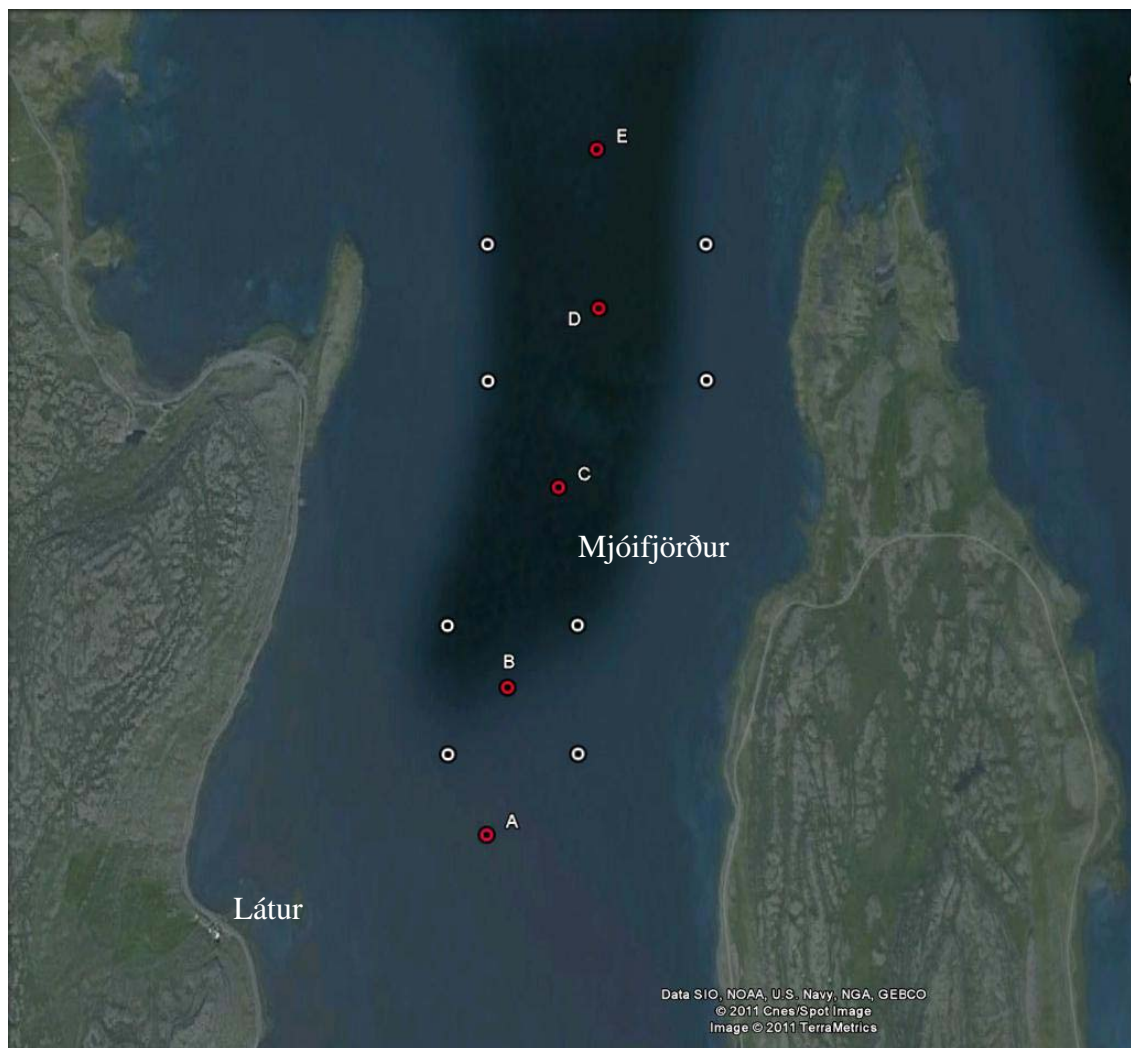 E
D
C
Mjóifjörður
B
A
Látur
Data SIO, NOAA, U.S. Navy, NGA, GEBCO
© 2011 Cnes/Spot Image
Image © 2011 TerraMetrics